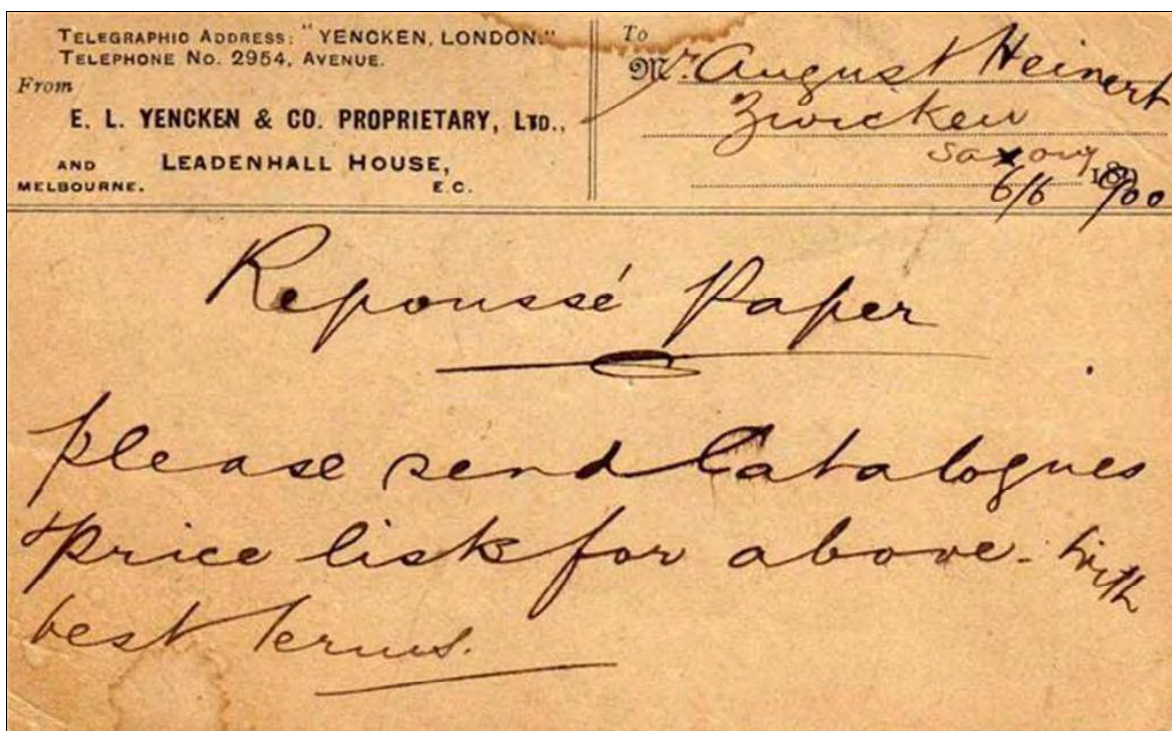 TELEGRAPHIC ADDRESS: "YENCKEN, LONDON."
TELEPHONE No. 2954, AVENUE.
From
E. L. YENCKEN & CO. PROPRIETARY, LTD.,
AND LEADENHALL HOUSE,
MELBOURNE. E.C.
To
Mr. August Heinert
Zwickau
Saxony
6/6 1900
Repoussé Paper
please send Catalogues
& Price list for above - with
best terms.